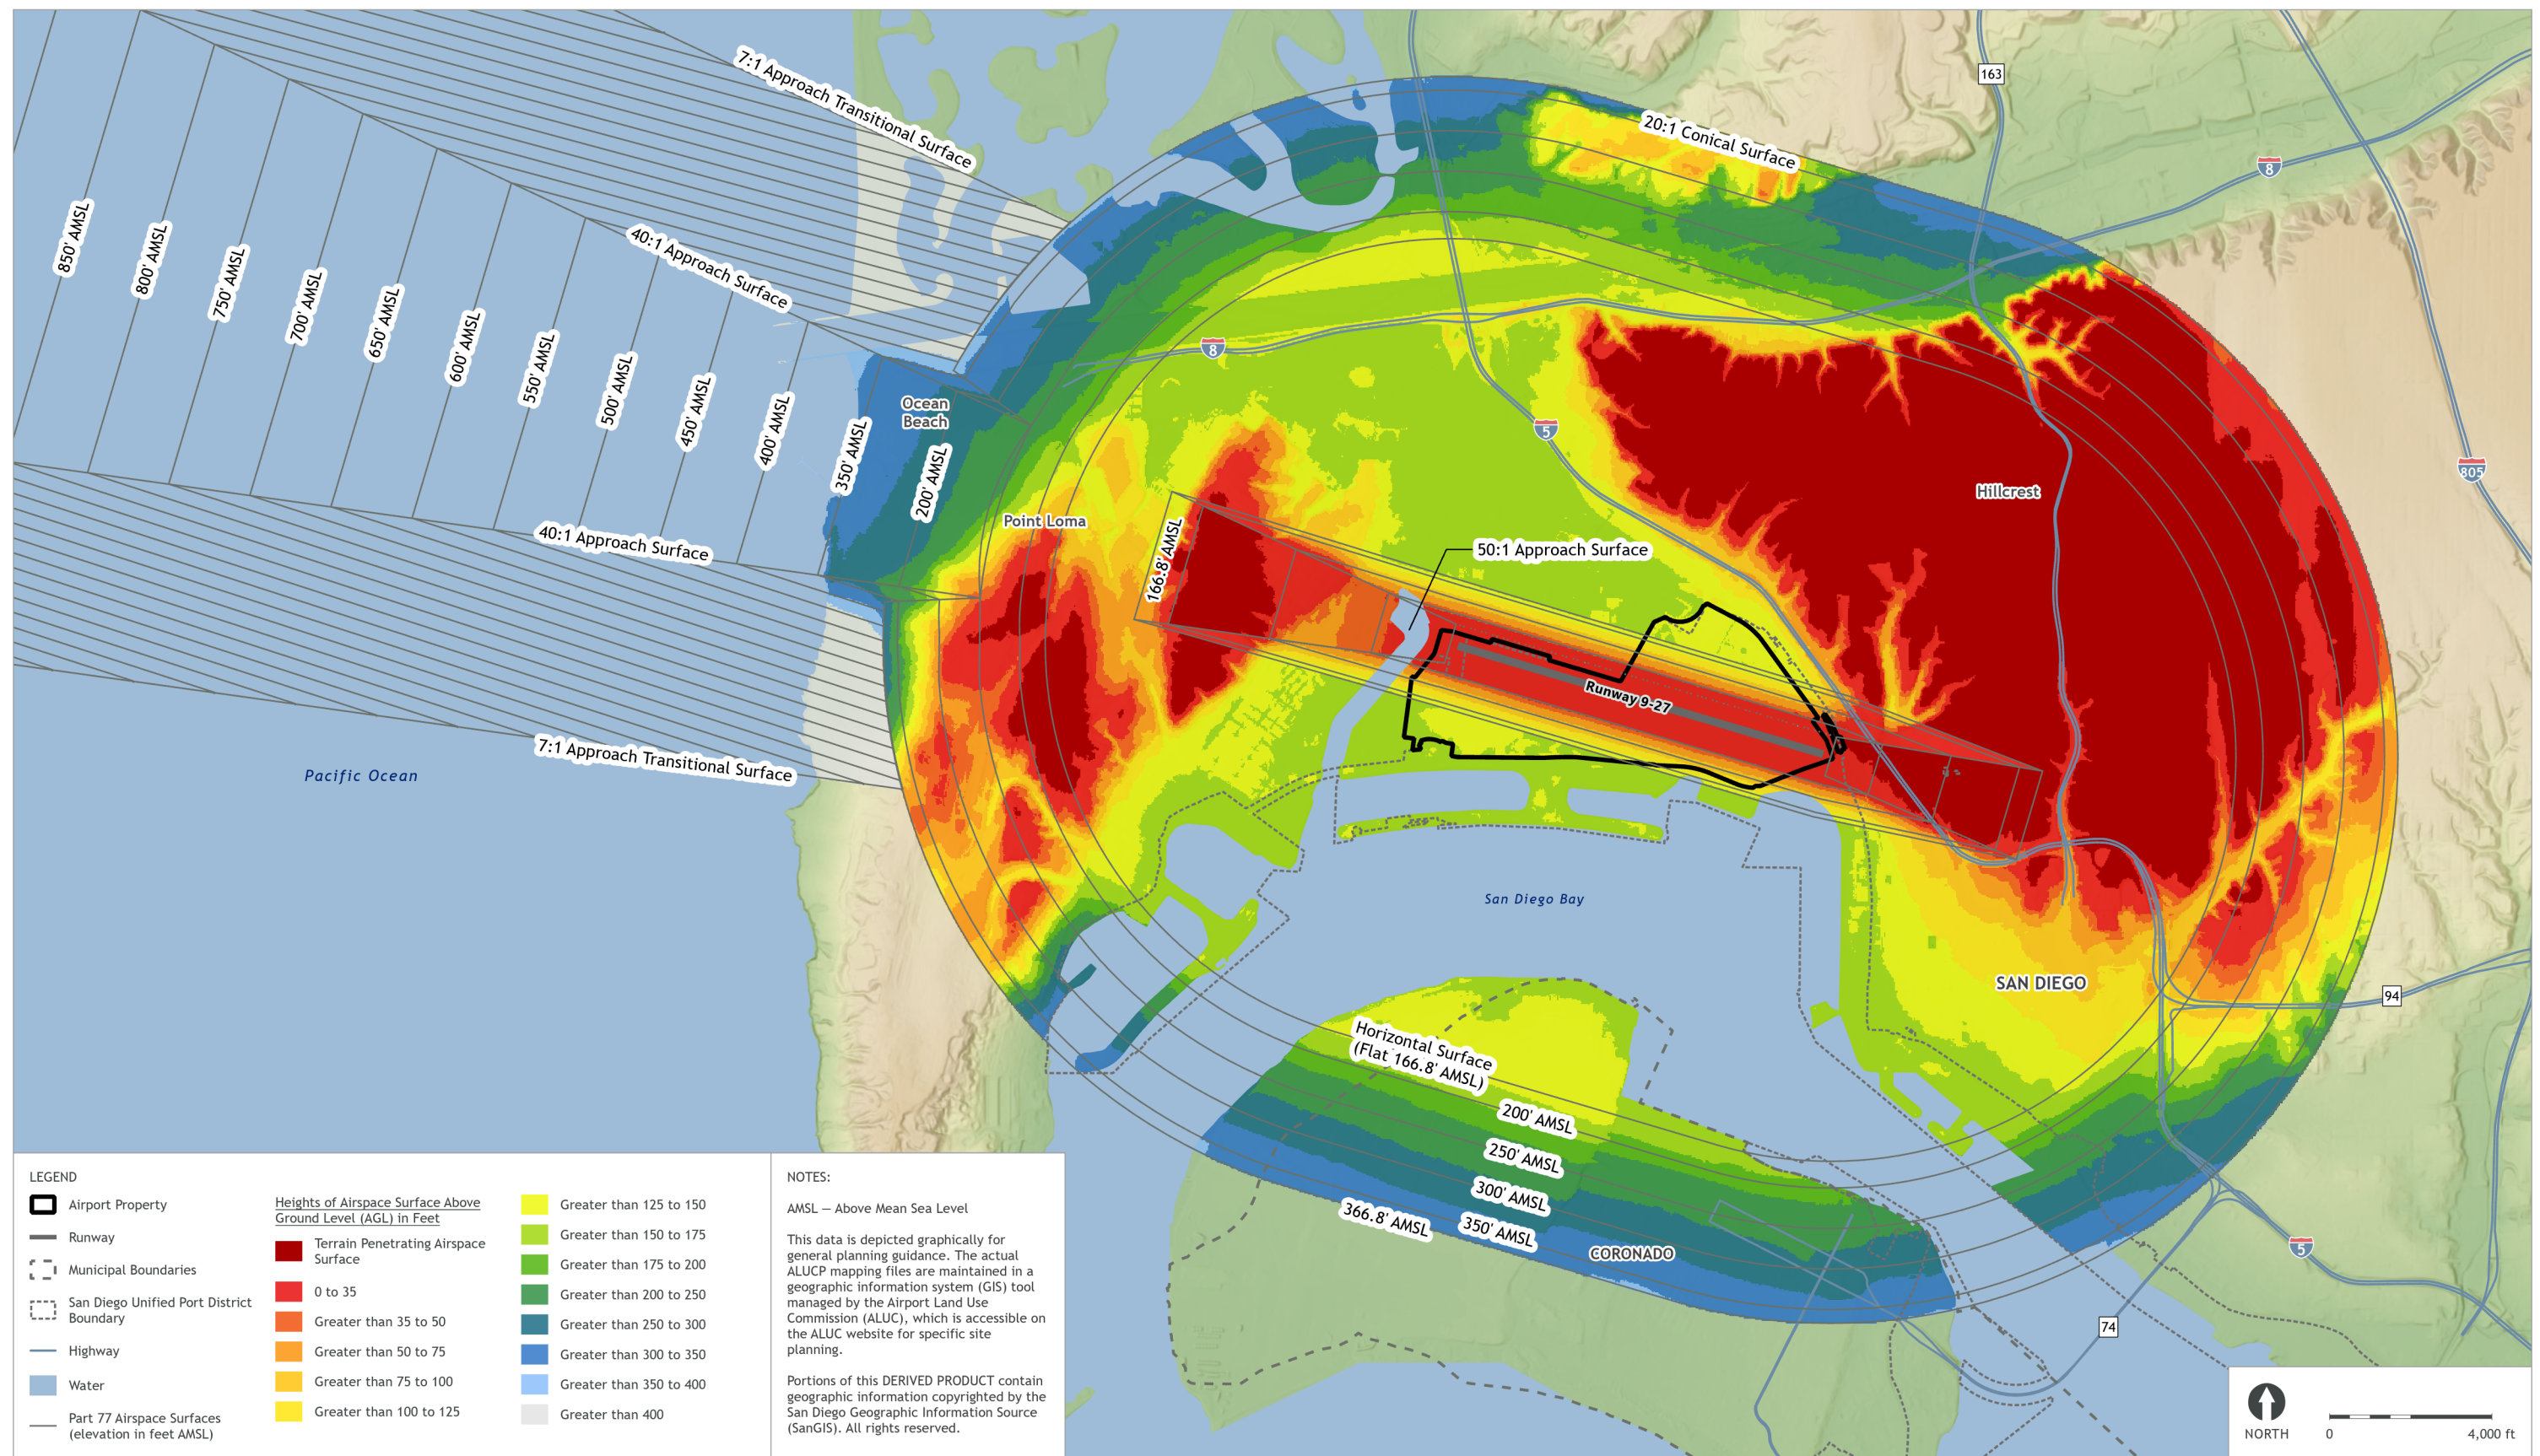 7:1 Approach Transitional Surface
163
20:1 Conical Surface
8
850' AMSL
800' AMSL
750' AMSL
700' AMSL
650' AMSL
600' AMSL
550' AMSL
500' AMSL
450' AMSL
400' AMSL
350' AMSL
200' AMSL
40:1 Approach Surface
8
Ocean
Beach
5
805
Hillcrest
Point Loma
166.8' AMSL
40:1 Approach Surface
50:1 Approach Surface
Runway 9-27
7:1 Approach Transitional Surface
Pacific Ocean
San Diego Bay
SAN DIEGO
94
Horizontal Surface
(Flat 166.8' AMSL)
200' AMSL
250' AMSL
300' AMSL
350' AMSL
366.8' AMSL
CORONADO
5
74
LEGEND
Airport Property
Runway
Municipal Boundaries
San Diego Unified Port District
Boundary
Highway
Water
Part 77 Airspace Surfaces
(elevation in feet AMSL)
Heights of Airspace Surface Above
Ground Level (AGL) in Feet
Terrain Penetrating Airspace
Surface
0 to 35
Greater than 35 to 50
Greater than 50 to 75
Greater than 75 to 100
Greater than 100 to 125
Greater than 125 to 150
Greater than 150 to 175
Greater than 175 to 200
Greater than 200 to 250
Greater than 250 to 300
Greater than 300 to 350
Greater than 350 to 400
Greater than 400
NOTES:
AMSL — Above Mean Sea Level
This data is depicted graphically for
general planning guidance. The actual
ALUCP mapping files are maintained in a
geographic information system (GIS) tool
managed by the Airport Land Use
Commission (ALUC), which is accessible on
the ALUC website for specific site
planning.
Portions of this DERIVED PRODUCT contain
geographic information copyrighted by the
San Diego Geographic Information Source
(SanGIS). All rights reserved.
NORTH
0
4,000 ft